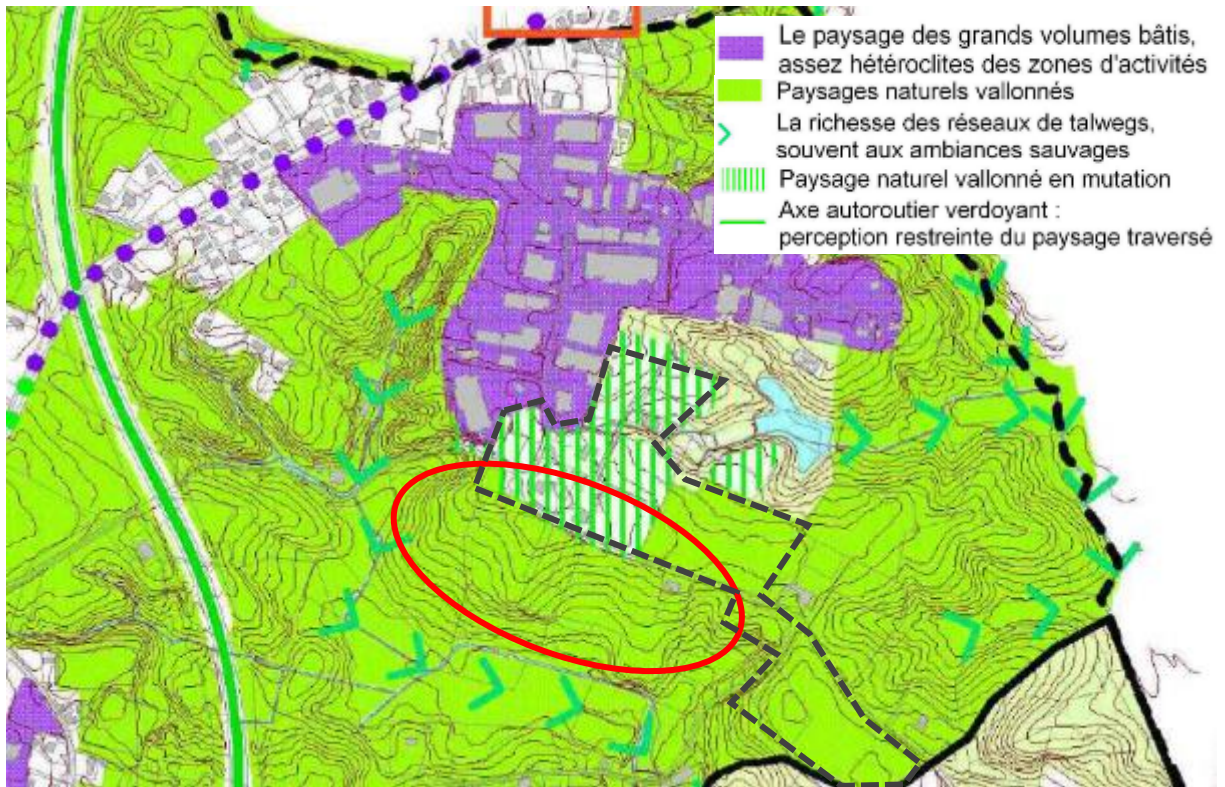 Le paysage des grands volumes bâtis,
assez hétéroclites des zones d'activités
Paysages naturels vallonnés
La richesse des réseaux de talwegs,
souvent aux ambiances sauvages
Paysage naturel vallonné en mutation
Axe autoroutier verdoyant :
perception restreinte du paysage traversé